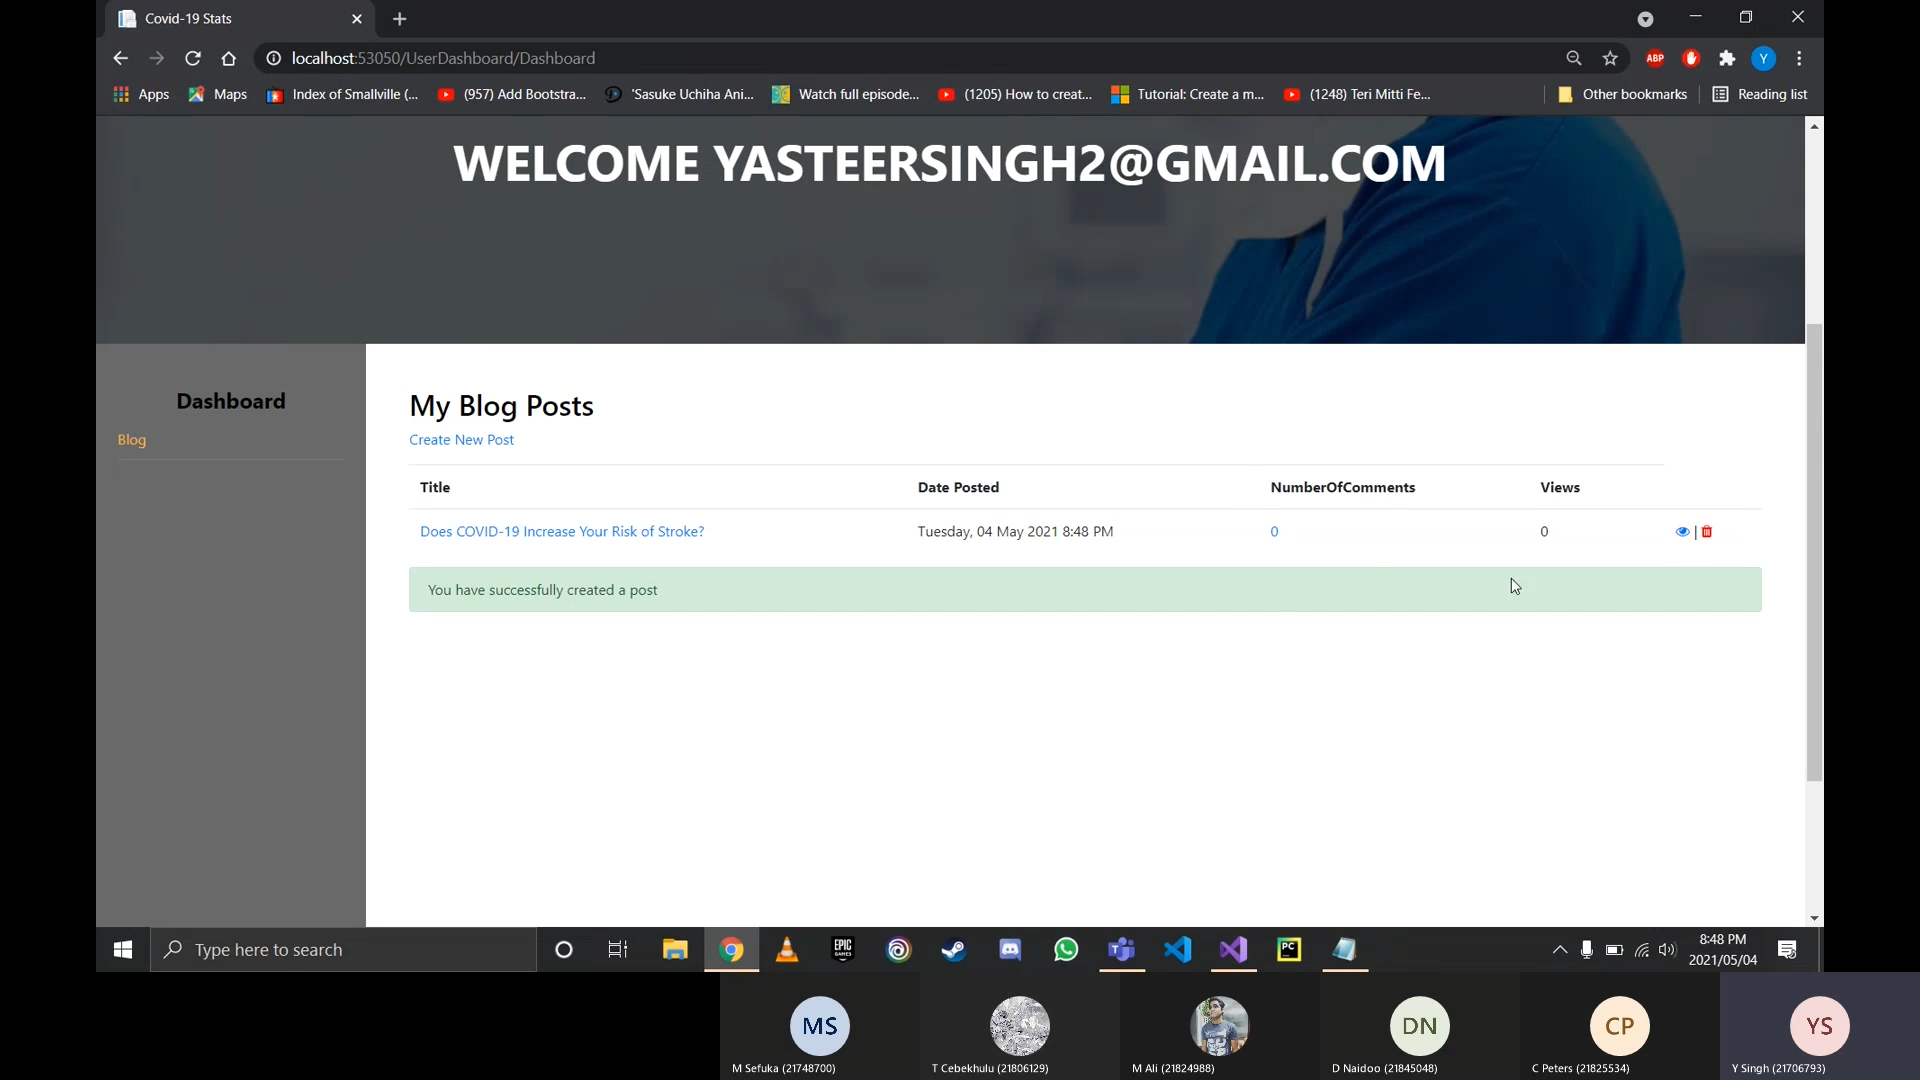 Covid-19 Stats
localhost:53050/UserDashboard/Dashboard
ABP
Y
Apps
Maps
Index of Smallville (...
(957) Add Bootstra...
'Sasuke Uchiha Ani...
Watch full episode...
(1205) How to creat...
Tutorial: Create a m...
(1248) Teri Mitti Fe...
Other bookmarks
Reading list
WELCOME YASTEERSINGH2@GMAIL.COM
Dashboard
Blog
My Blog Posts
Create New Post
Title Date Posted NumberOfComments Views
Does COVID-19 Increase Your Risk of Stroke? Tuesday, 04 May 2021 8:48 PM 0 0 |
You have successfully created a post
Type here to search
EPIC
GAMES
PC
8:48 PM
2021/05/04
MS
DN
CP
YS
M Sefuka (21748700)
T Cebekhulu (21806129)
M Ali (21824988)
D Naidoo (21845048)
C Peters (21825534)
Y Singh (21706793)